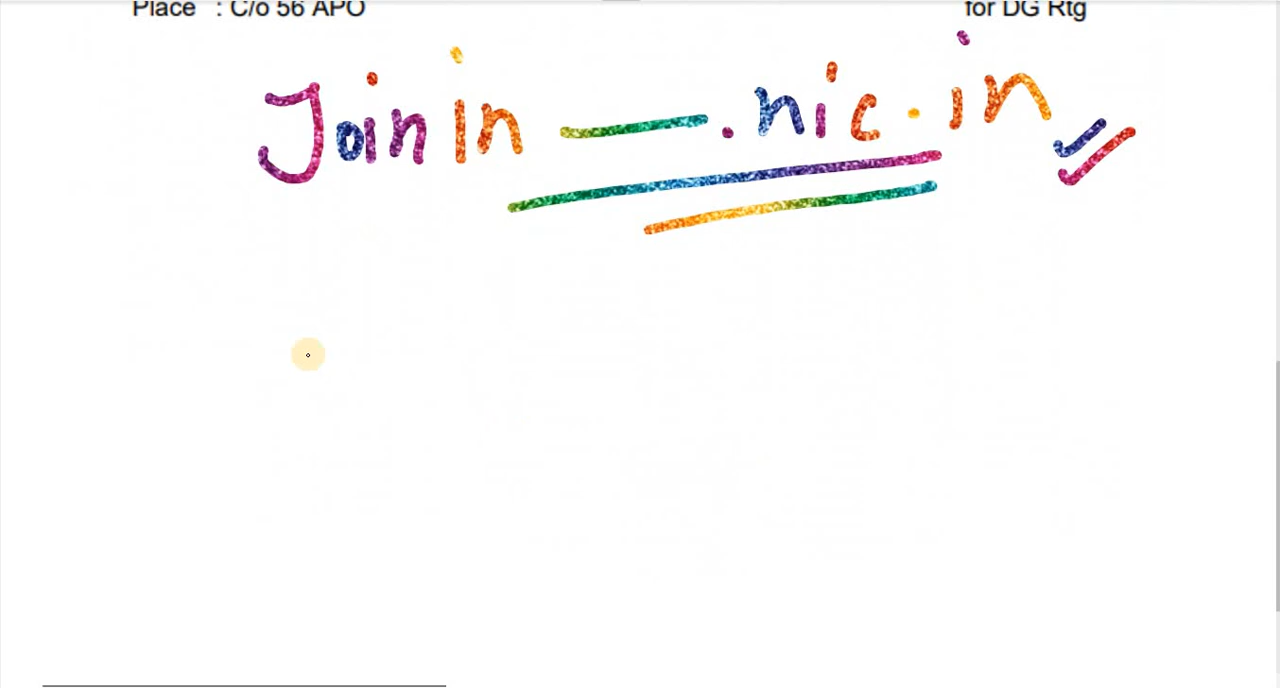 Place : C/o 56 APO for DG Rtg
Join in — .nic.in